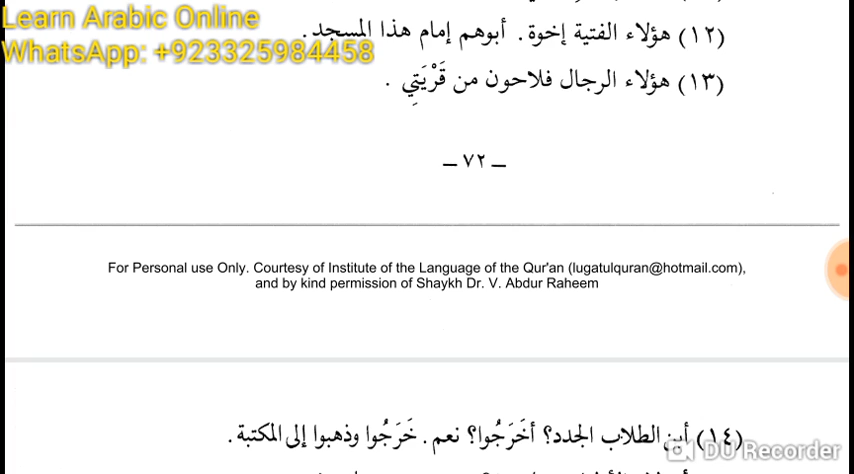 Learn Arabic Online
WhatsApp: +923325984458
(١٢) هؤلاء الفتية إخوة . أبوهم إمام هذا المسجد .
(١٣) هؤلاء الرجال فلاحون من قَرْيَتِي .
– ٧٢ –
For Personal use Only. Courtesy of Institute of the Language of the Qur'an (lugatulquran@hotmail.com),
and by kind permission of Shaykh Dr. V. Abdur Raheem
(١٤) أين الطلاب الجدد؟ أخَرَجُوا؟ نعم . خَرَجُوا وذهبوا إلى المكتبة .
DU Recorder